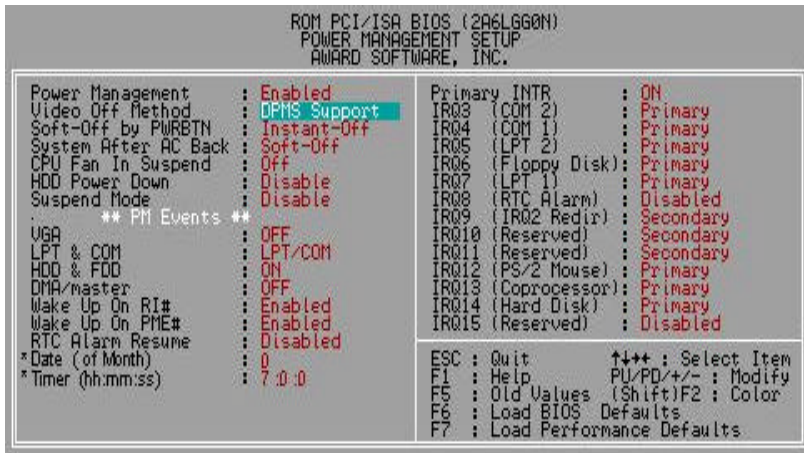 ROM PCI/ISA BIOS (2A6LGG0N)
POWER MANAGEMENT SETUP
AWARD SOFTWARE, INC.
Power Management : Enabled
Video Off Method : DPMS Support
Soft-Off by PWRBTN : Instant-Off
System After AC Back : Soft-Off
CPU Fan In Suspend : Off
HDD Power Down : Disable
Suspend Mode : Disable
** PM Events **
VGA : OFF
LPT & COM : LPT/COM
HDD & FDD : ON
DMA/master : OFF
Wake Up On RI# : Enabled
Wake Up On PME# : Enabled
RTC Alarm Resume : Disabled
* Date ( of Month) : 0
* Timer (hh:mm:ss) : 7 :0 :0
Primary INTR : ON
IRQ3 (COM 2) : Primary
IRQ4 (COM 1) : Primary
IRQ5 (LPT 2) : Primary
IRQ6 (Floppy Disk): Primary
IRQ7 (LPT 1) : Primary
IRQ8 (RTC Alarm) : Disabled
IRQ9 (IRQ2 Redir) : Secondary
IRQ10 (Reserved) : Secondary
IRQ11 (Reserved) : Secondary
IRQ12 (PS/2 Mouse) : Primary
IRQ13 (Coprocessor): Primary
IRQ14 (Hard Disk) : Primary
IRQ15 (Reserved) : Disabled
ESC : Quit ↑↓→← : Select Item
F1 : Help PU/PD/+/- : Modify
F5 : Old Values (Shift)F2 : Color
F6 : Load BIOS Defaults
F7 : Load Performance Defaults